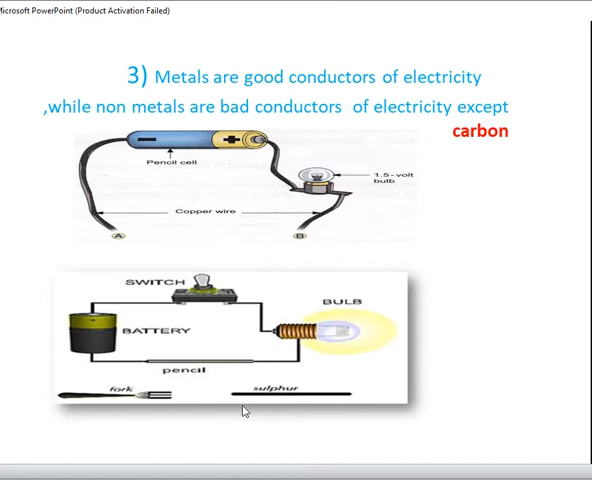 Microsoft PowerPoint (Product Activation Failed)
3) Metals are good conductors of electricity
,while non metals are bad conductors of electricity except
carbon
Pencil cell
1.5-volt
bulb
Copper wire
A
B
SWITCH
BULB
BATTERY
pencil
fork
sulphur